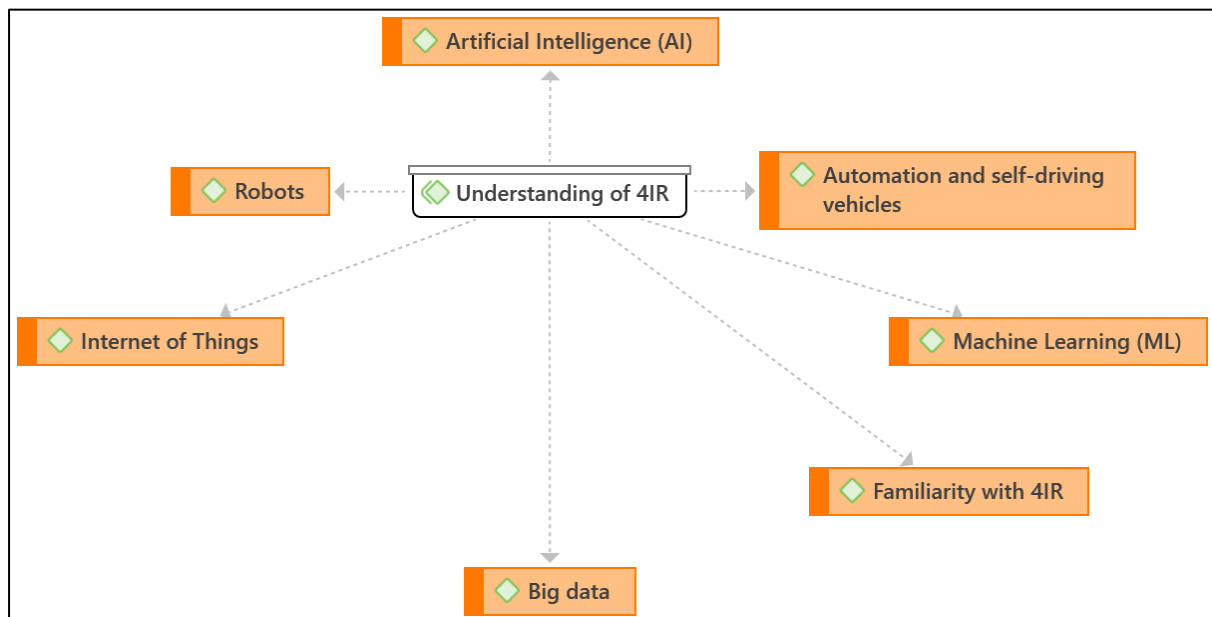 Artificial Intelligence (AI)
Robots
Understanding of 4IR
Automation and self-driving
vehicles
Internet of Things
Machine Learning (ML)
Familiarity with 4IR
Big data